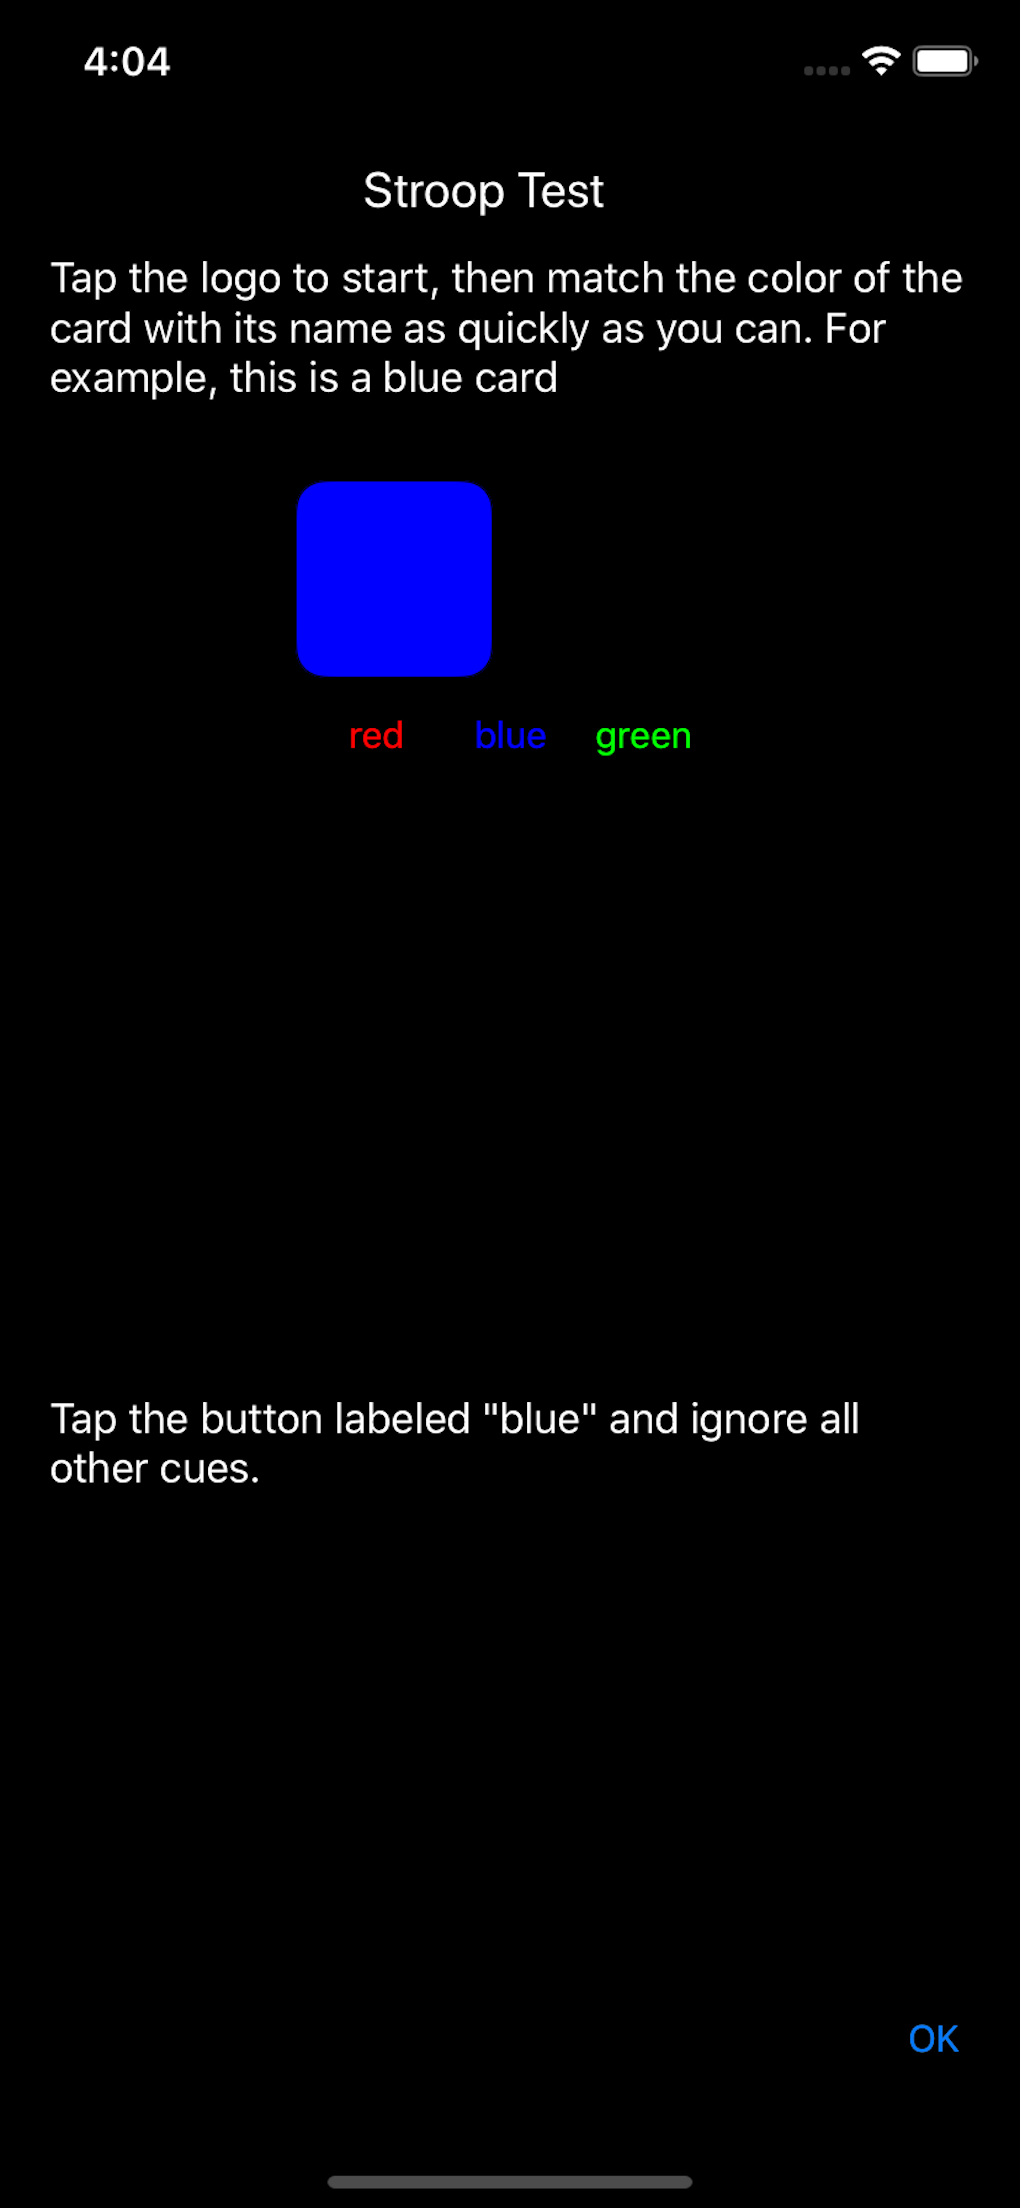 4:04
Stroop Test
Tap the logo to start, then match the color of the
card with its name as quickly as you can. For
example, this is a blue card
red blue green
Tap the button labeled "blue" and ignore all
other cues.
OK